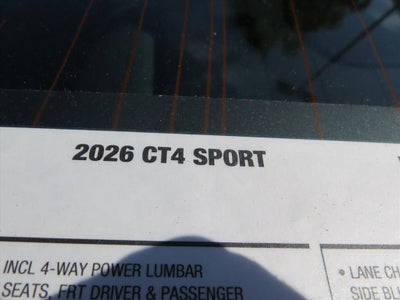 2026 CT4 SPORT
INCL 4-WAY POWER LUMBAR
SEATS, FRT DRIVER & PASSENGER
• LANE CH
SIDE BL